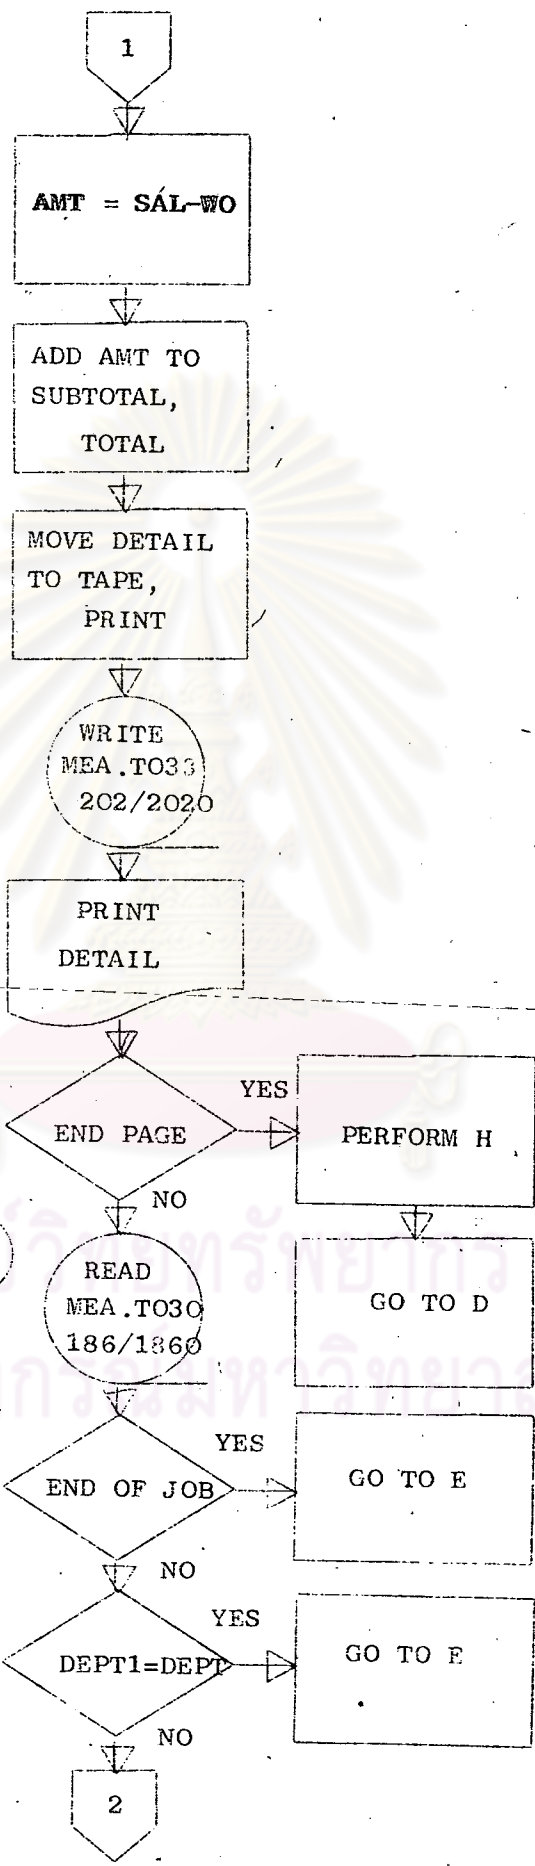 1
AMT = SAL-WO
ADD AMT TO
SUBTOTAL,
TOTAL
MOVE DETAIL
TO TAPE,
PRINT
WRITE
MEA.TO33
202/2020
PRINT
DETAIL
END PAGE
YES
PERFORM H
NO
GO TO D
READ
MEA.TO30
186/1860
END OF JOB
YES
GO TO E
NO
DEPT1=DEPT
YES
GO TO E
NO
2